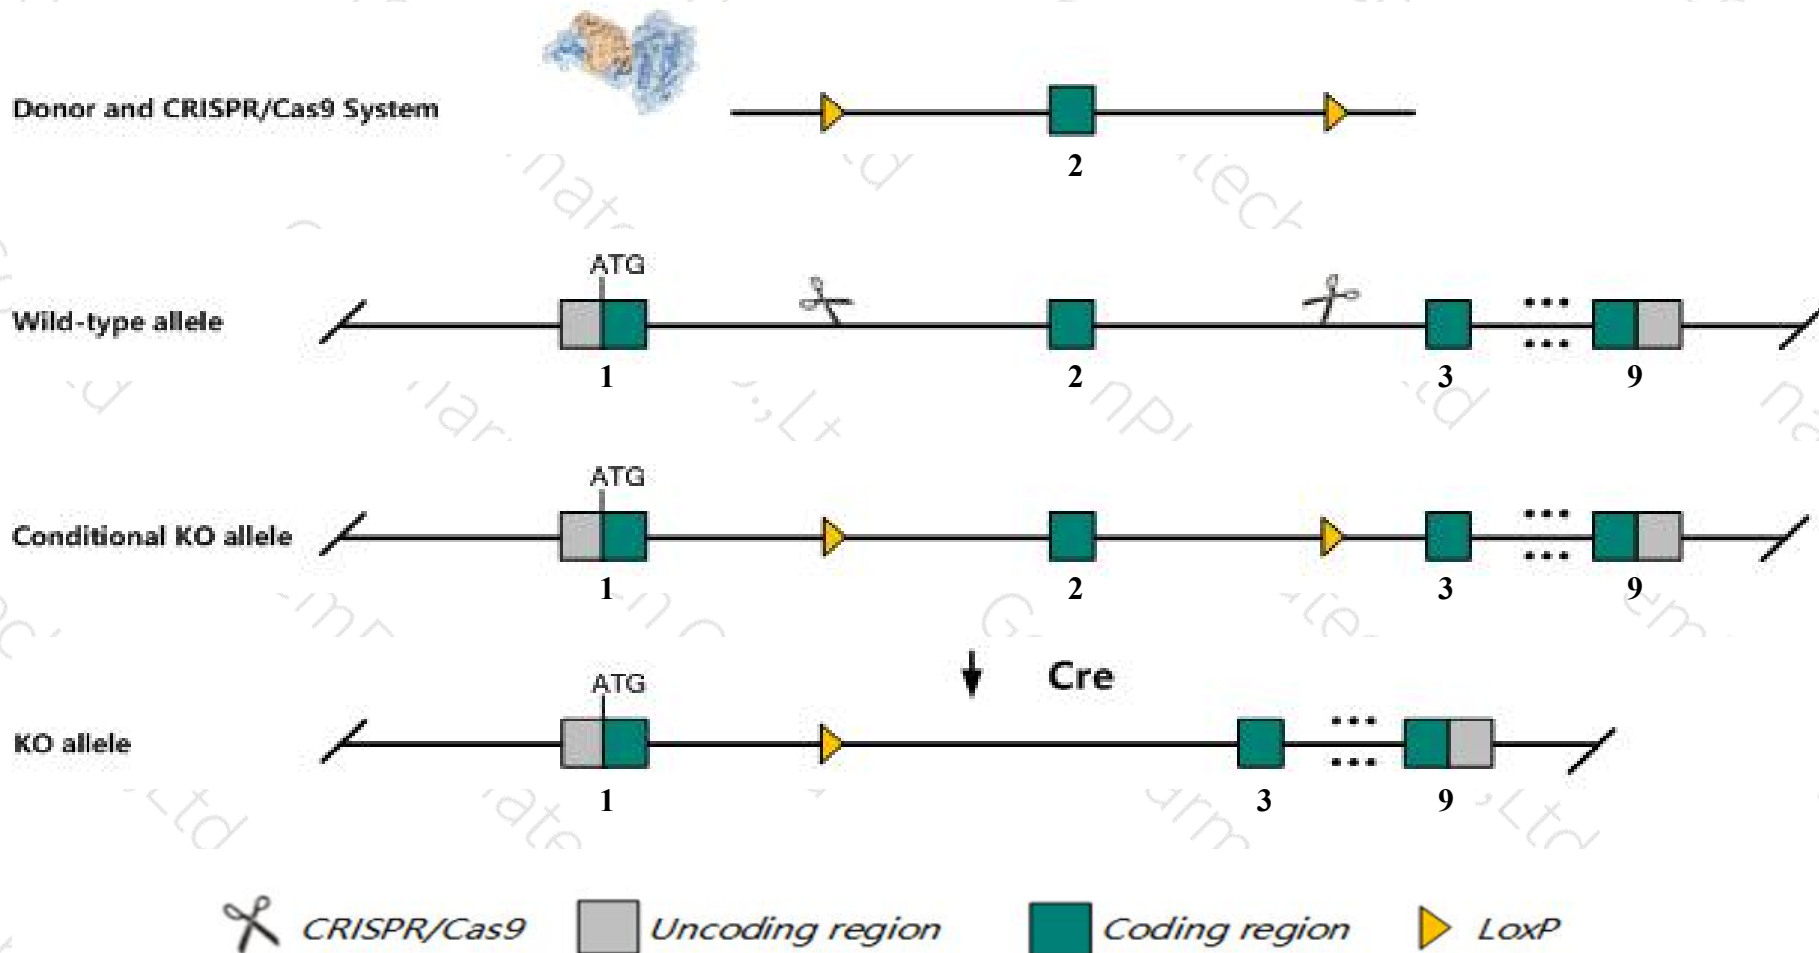 Donor and CRISPR/Cas9 System
2
ATG
Wild-type allele
1 2 3 9
ATG
Conditional KO allele
1 2 3 9
Cre
ATG
KO allele
1 3 9
CRISPR/Cas9 Uncoding region Coding region LoxP